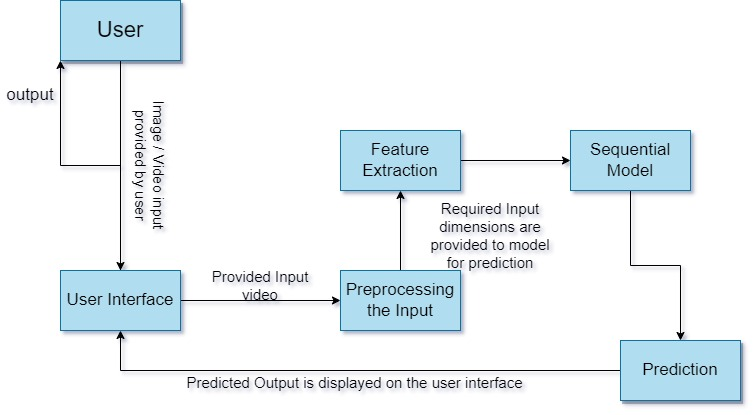 User
output
Image / Video input
provided by user
Feature
Extraction
Sequential
Model
Required Input
dimensions are
provided to model
for prediction
User Interface
Provided Input
video
Preprocessing
the Input
Prediction
Predicted Output is displayed on the user interface